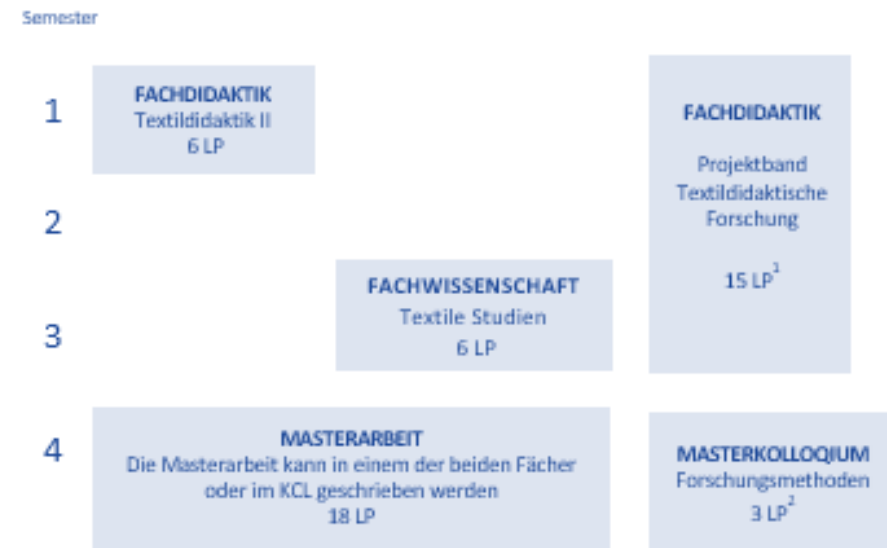 Semester
1
FACHDIDAKTIK
Textildidaktik II
6 LP
FACHDIDAKTIK
Projektband
Textildidaktische
Forschung
15 LP¹
2
3
FACHWISSENSCHAFT
Textile Studien
6 LP
4
MASTERARBEIT
Die Masterarbeit kann in einem der beiden Fächer
oder im KCL geschrieben werden
18 LP
MASTERKOLLOQIUM
Forschungsmethoden
3 LP²